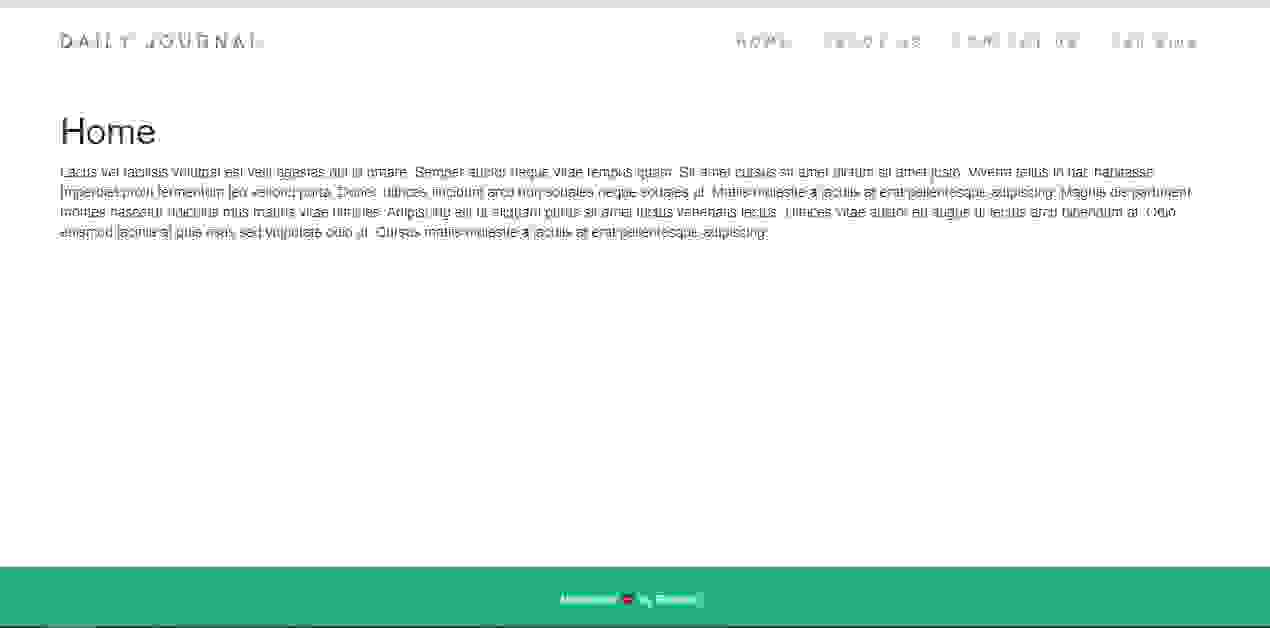 DAILY JOURNAL
HOME ABOUT US CONTACT US
Home
Lacus vel facilisis volutpat est velit egestas dui id ornare. Semper auctor neque vitae tempus quam. Sit amet cursus sit amet dictum sit amet justo. Viverra tellus in hac habitasse.
Imperdiet proin fermentum leo vel orci porta. Donec ultrices tincidunt arcu non sodales neque sodales ut. Mattis molestie a iaculis at erat pellentesque adipiscing. Magnis dis parturient
montes nascetur ridiculus mus mauris vitae ultricies. Adipiscing elit ut aliquam purus sit amet luctus venenatis lectus. Ultrices vitae auctor eu augue ut lectus arcu bibendum at. Odio
euismod lacinia at quis risus sed vulputate odio ut. Cursus mattis molestie a iaculis at erat pellentesque adipiscing.
by